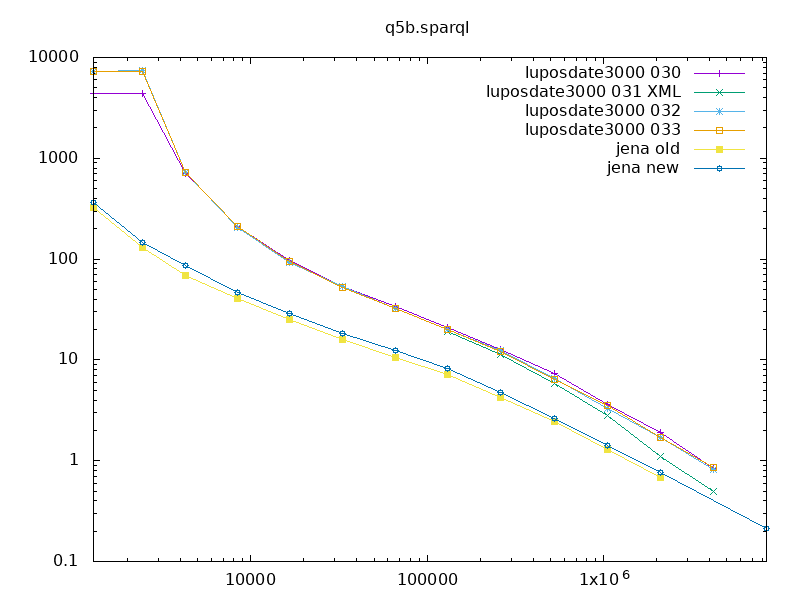 q5b.sparql
10000
1000
100
10
1
0.1
luposdate3000 030
luposdate3000 031 XML
luposdate3000 032
luposdate3000 033
jena old
jena new
10000
100000
1x10⁶